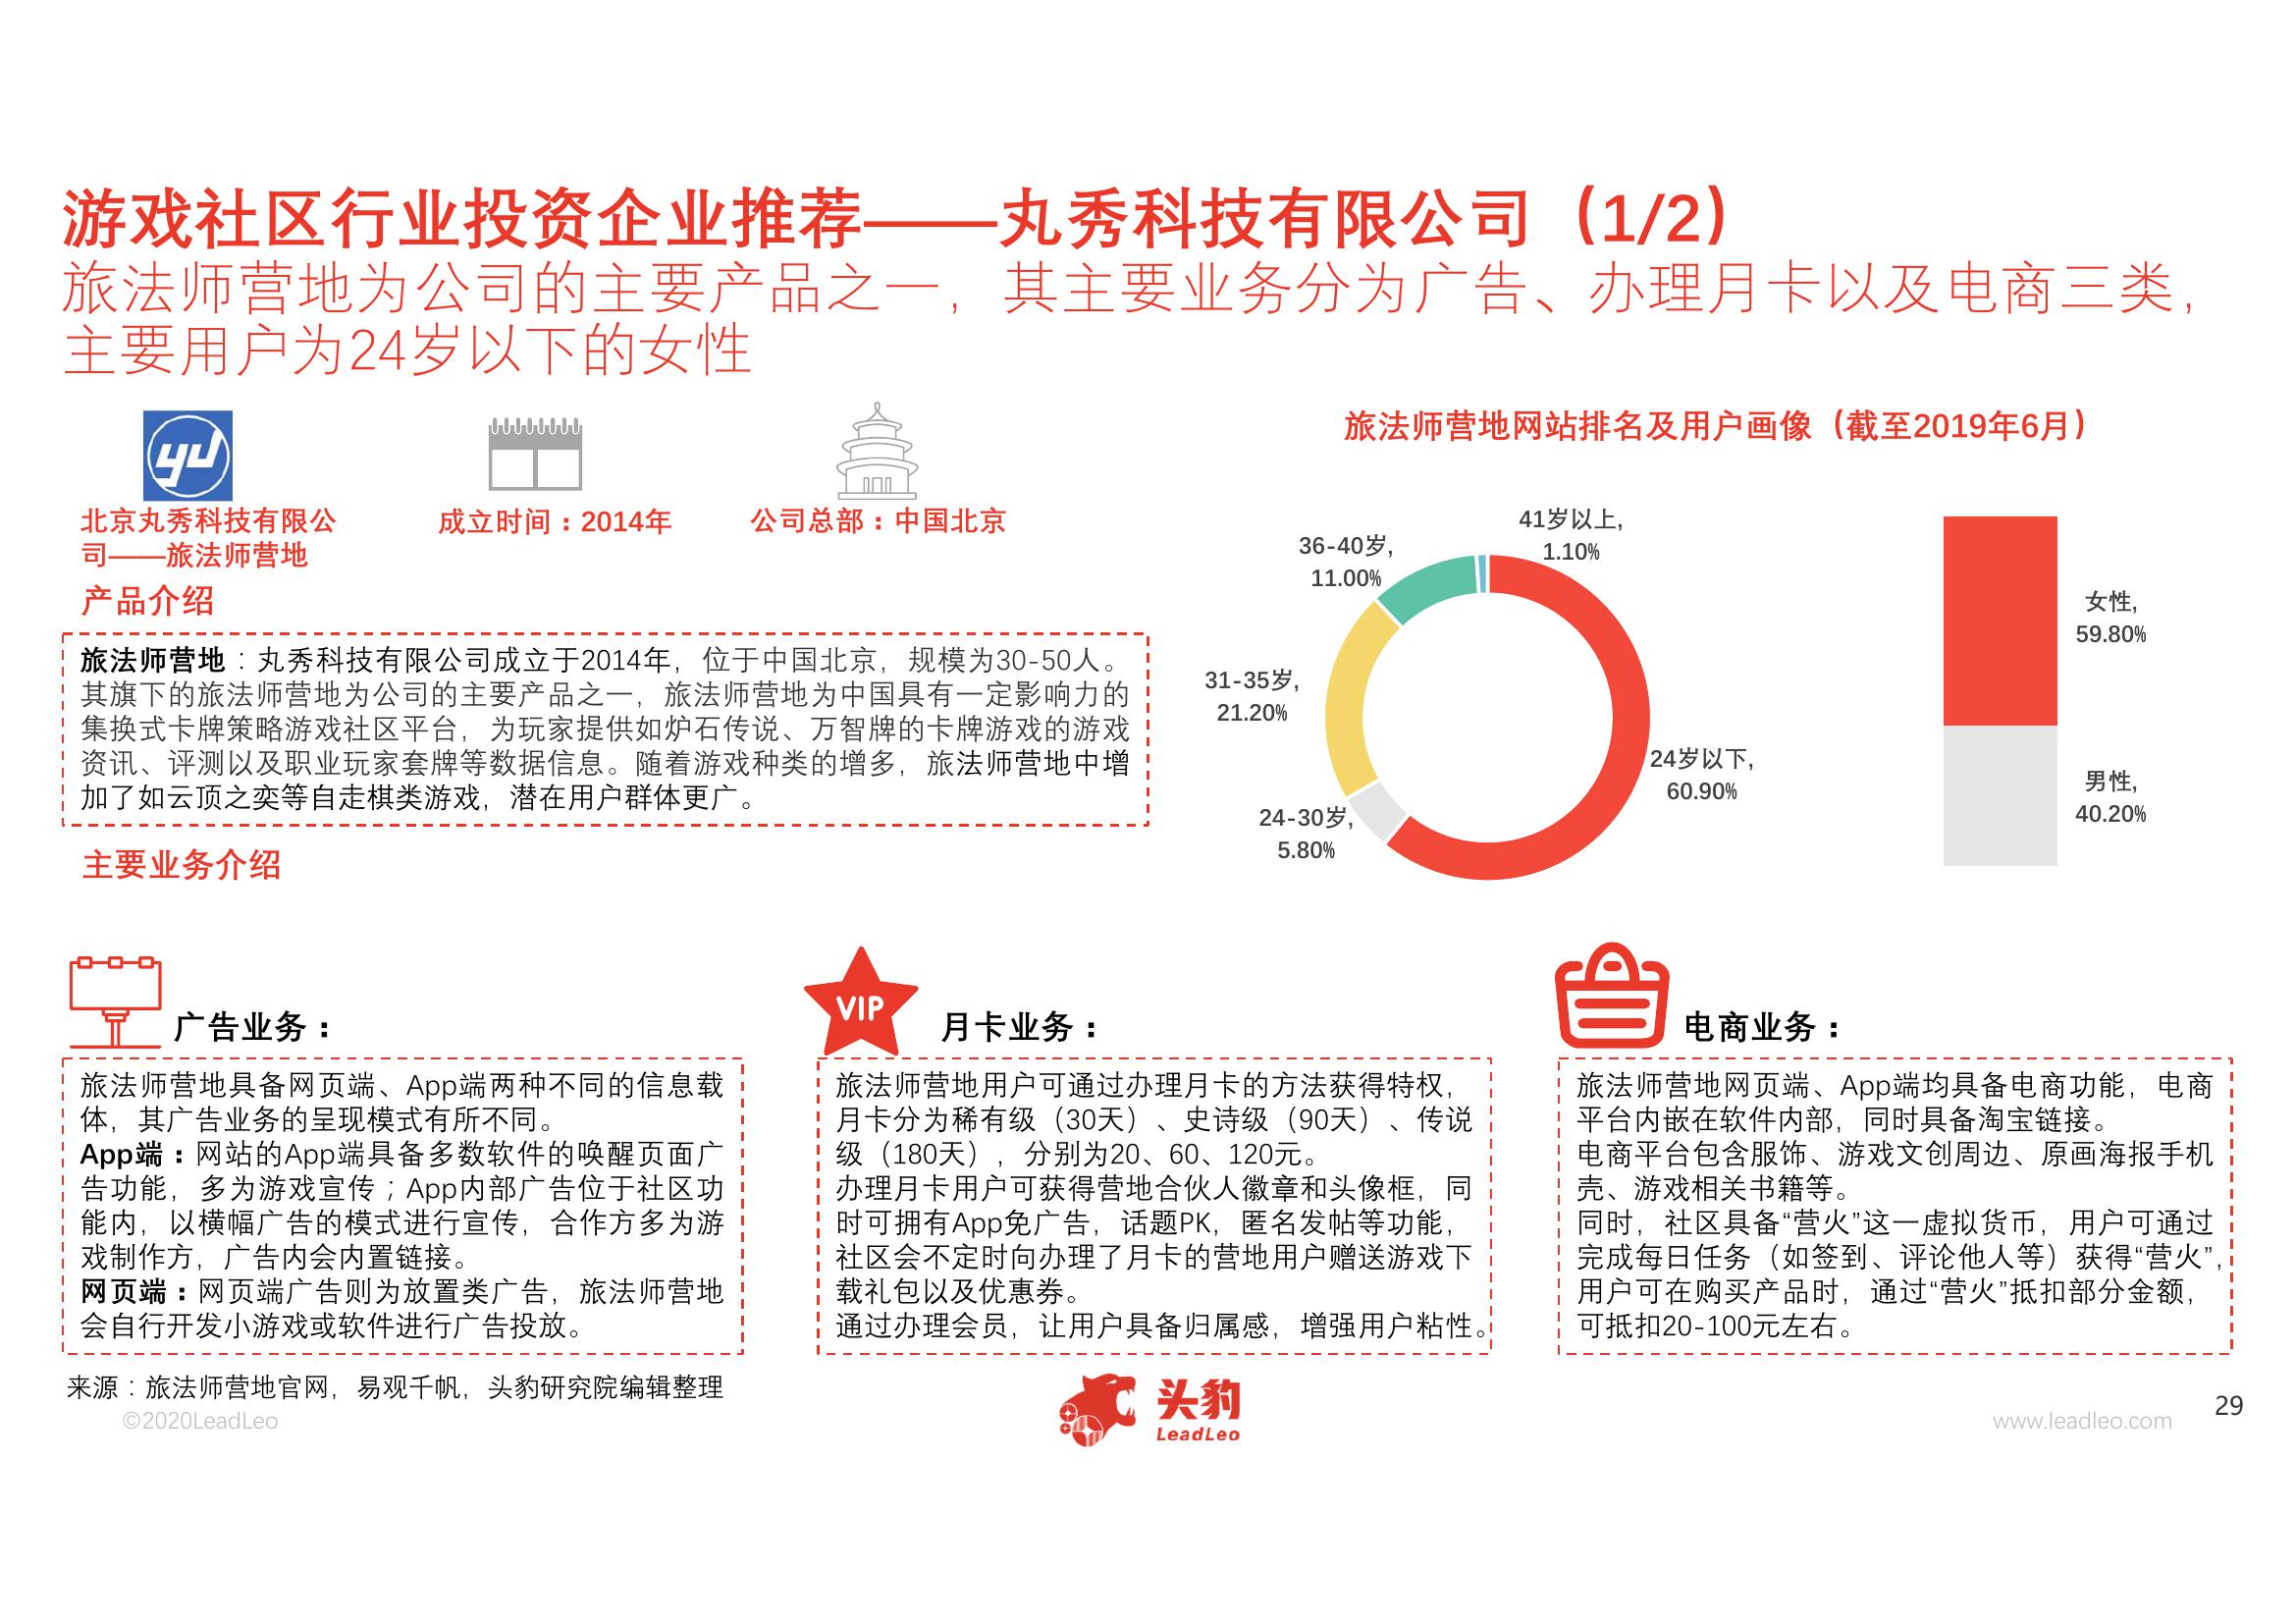 游戏社区行业投资企业推荐——丸秀科技有限公司（1/2）
旅法师营地为公司的主要产品之一，其主要业务分为广告、办理月卡以及电商三类，
主要用户为24岁以下的女性
yd
北京丸秀科技有限公
司——旅法师营地
成立时间：2014年
公司总部：中国北京
产品介绍
旅法师营地：丸秀科技有限公司成立于2014年，位于中国北京，规模为30-50人。
其旗下的旅法师营地为公司的主要产品之一，旅法师营地为中国具有一定影响力的
集换式卡牌策略游戏社区平台，为玩家提供如炉石传说、万智牌的卡牌游戏的游戏
资讯、评测以及职业玩家套牌等数据信息。随着游戏种类的增多，旅法师营地中增
加了如云顶之奕等自走棋类游戏，潜在用户群体更广。
旅法师营地网站排名及用户画像（截至2019年6月）
41岁以上,
1.10%
36-40岁,
11.00%
31-35岁,
21.20%
24-30岁,
5.80%
24岁以下,
60.90%
女性,
59.80%
男性,
40.20%
主要业务介绍
广告业务：
旅法师营地具备网页端、App端两种不同的信息载
体，其广告业务的呈现模式有所不同。
App端：网站的App端具备多数软件的唤醒页面广
告功能，多为游戏宣传；App内部广告位于社区功
能内，以横幅广告的模式进行宣传，合作方多为游
戏制作方，广告内会内置链接。
网页端：网页端广告则为放置类广告，旅法师营地
会自行开发小游戏或软件进行广告投放。
VIP
月卡业务：
旅法师营地用户可通过办理月卡的方法获得特权，
月卡分为稀有级（30天）、史诗级（90天）、传说
级（180天），分别为20、60、120元。
办理月卡用户可获得营地合伙人徽章和头像框，同
时可拥有App免广告，话题PK，匿名发帖等功能，
社区会不定时向办理了月卡的营地用户赠送游戏下
载礼包以及优惠券。
通过办理会员，让用户具备归属感，增强用户粘性。
电商业务：
旅法师营地网页端、App端均具备电商功能，电商
平台内嵌在软件内部，同时具备淘宝链接。
电商平台包含服饰、游戏文创周边、原画海报手机
壳、游戏相关书籍等。
同时，社区具备“营火”这一虚拟货币，用户可通过
完成每日任务（如签到、评论他人等）获得“营火”，
用户可在购买产品时，通过“营火”抵扣部分金额，
可抵扣20-100元左右。
来源：旅法师营地官网，易观千帆，头豹研究院编辑整理
©2020LeadLeo
头豹
LeadLeo
www.leadleo.com
29